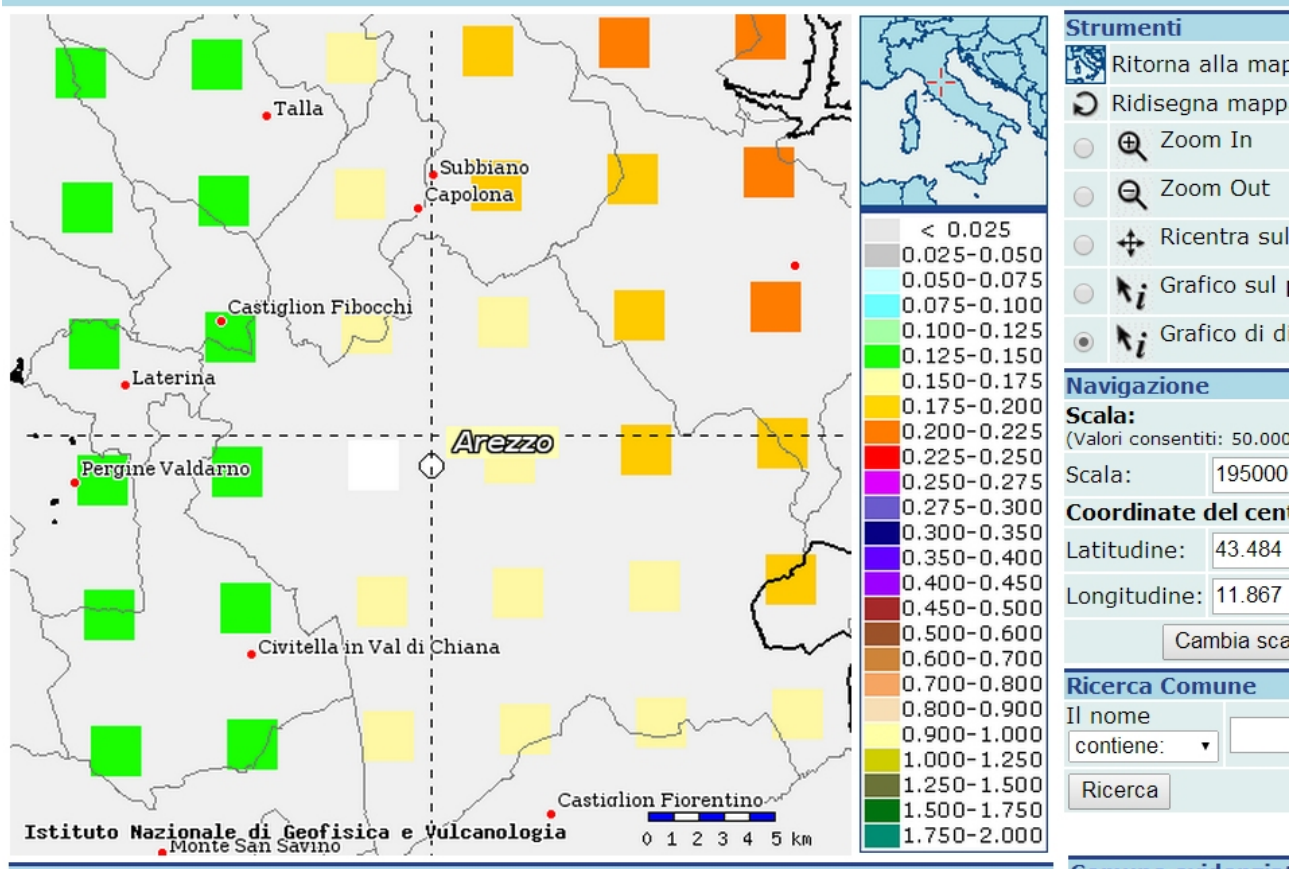 Talla
Subbiano
Capolona
Castiglion Fibocchi
Laterina
Arezzo
Pergine Valdarno
Civitella in Val di Chiana
Castiglion Fiorentino
Istituto Nazionale di Geofisica e Vulcanologia
Monte San Savino
0 1 2 3 4 5 km
< 0.025
0.025-0.050
0.050-0.075
0.075-0.100
0.100-0.125
0.125-0.150
0.150-0.175
0.175-0.200
0.200-0.225
0.225-0.250
0.250-0.275
0.275-0.300
0.300-0.350
0.350-0.400
0.400-0.450
0.450-0.500
0.500-0.600
0.600-0.700
0.700-0.800
0.800-0.900
0.900-1.000
1.000-1.250
1.250-1.500
1.500-1.750
1.750-2.000
Strumenti
Ritorna alla map
Ridisegna mapp
Zoom In
Zoom Out
Ricentra sul
Grafico sul p
Grafico di di
Navigazione
Scala:
(Valori consentiti: 50.000
Scala: 195000
Coordinate del cent
Latitudine: 43.484
Longitudine: 11.867
Cambia sca
Ricerca Comune
Il nome
contiene:
Ricerca